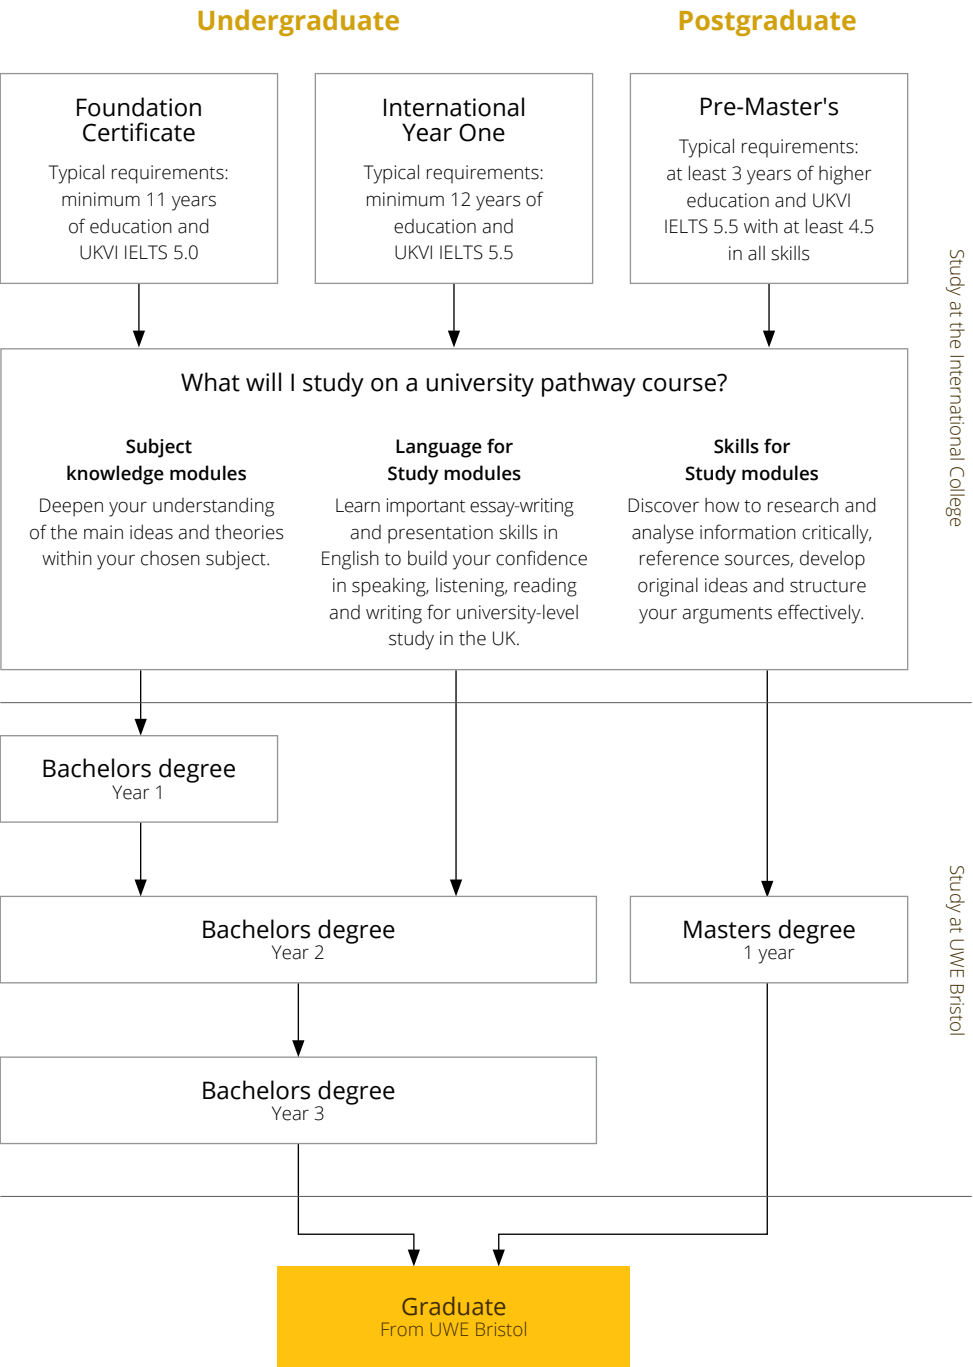 Undergraduate
Postgraduate
Foundation
Certificate
Typical requirements:
minimum 11 years
of education and
UKVI IELTS 5.0
International
Year One
Typical requirements:
minimum 12 years of
education and
UKVI IELTS 5.5
Pre-Master's
Typical requirements:
at least 3 years of higher
education and UKVI
IELTS 5.5 with at least 4.5
in all skills
Study at the International College
What will I study on a university pathway course?
Subject
knowledge modules
Deepen your understanding
of the main ideas and theories
within your chosen subject.
Language for
Study modules
Learn important essay-writing
and presentation skills in
English to build your confidence
in speaking, listening, reading
and writing for university-level
study in the UK.
Skills for
Study modules
Discover how to research and
analyse information critically,
reference sources, develop
original ideas and structure
your arguments effectively.
Bachelors degree
Year 1
Bachelors degree
Year 2
Masters degree
1 year
Study at UWE Bristol
Bachelors degree
Year 3
Graduate
From UWE Bristol